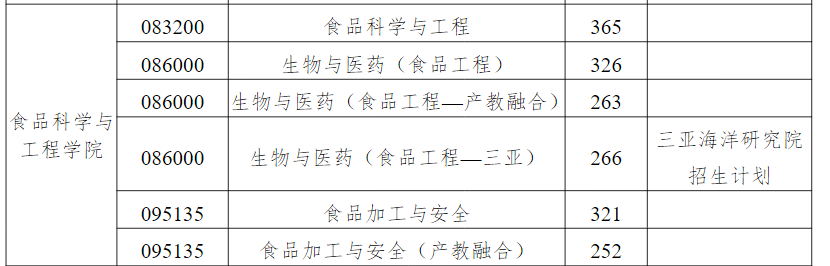 食品科学与
工程学院
083200 食品科学与工程 365
086000 生物与医药（食品工程） 326
086000 生物与医药（食品工程—产教融合） 263
086000 生物与医药（食品工程—三亚） 266 三亚海洋研究院
招生计划
095135 食品加工与安全 321
095135 食品加工与安全（产教融合） 252